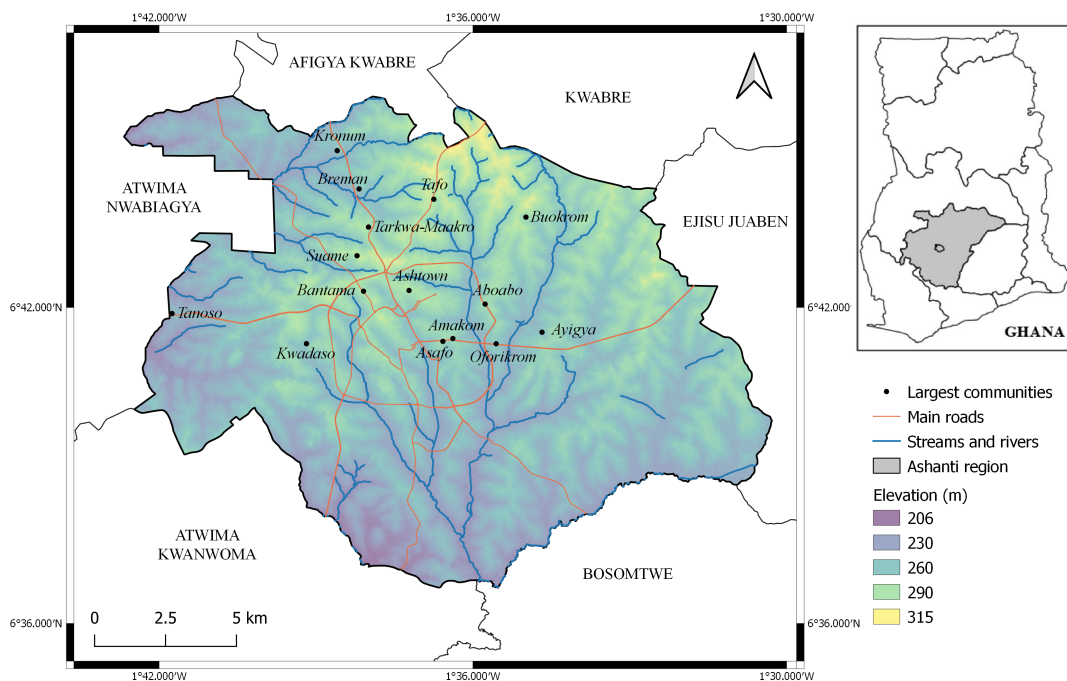 1°42.000'W
1°36.000'W
1°30.000'W
AFIGYA KWABRE
KWABRE
Kronum
Breman
Tafo
ATWIMA
NWABIAGYA
Buokrom
EJISU JUABEN
Tarkwa-Maakro
Suame
Ashtown
Bantama
Aboabo
6°42.000'N
6°42.000'
Tanoso
Amakom
Ayigya
Kwadaso
Asafo
Oforikrom
GHANA
Largest communities
Main roads
Streams and rivers
Ashanti region
Elevation (m)
206
230
260
290
315
ATWIMA
KWANWOMA
BOSOMTWE
0
2.5
5 km
6°36.000'N
6°36.000'N
1°42.000'W
1°36.000'W
1°30.000'W